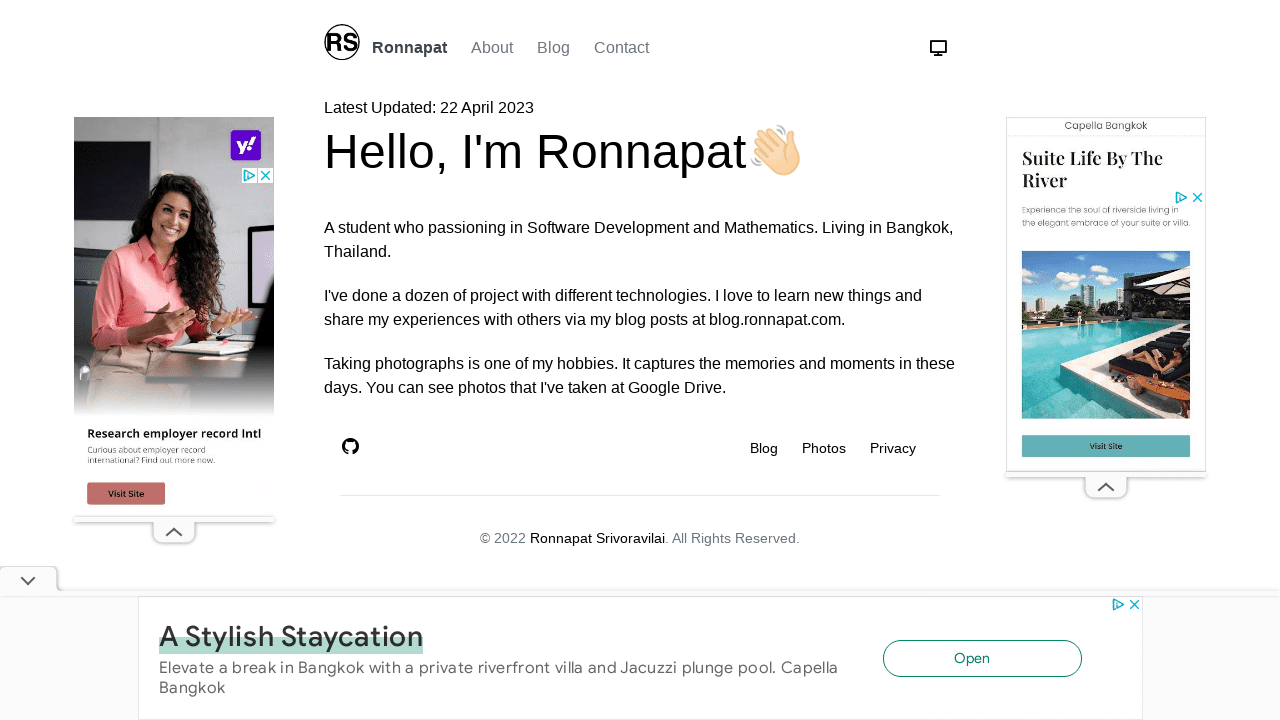 RS
Ronnapat
About
Blog
Contact
Latest Updated: 22 April 2023
Hello, I'm Ronnapat👋🏼
A student who passioning in Software Development and Mathematics. Living in Bangkok,
Thailand.
I've done a dozen of project with different technologies. I love to learn new things and
share my experiences with others via my blog posts at blog.ronnapat.com.
Taking photographs is one of my hobbies. It captures the memories and moments in these
days. You can see photos that I've taken at Google Drive.
Blog
Photos
Privacy
© 2022 Ronnapat Srivoravilai. All Rights Reserved.
y!
Research employer record Intl
Curious about employer record
international? Find out more now.
Visit Site
Capella Bangkok
Suite Life By The
River
Experience the soul of riverside living in
the elegant embrace of your suite or villa.
Visit Site
A Stylish Staycation
Elevate a break in Bangkok with a private riverfront villa and Jacuzzi plunge pool. Capella
Bangkok
Open